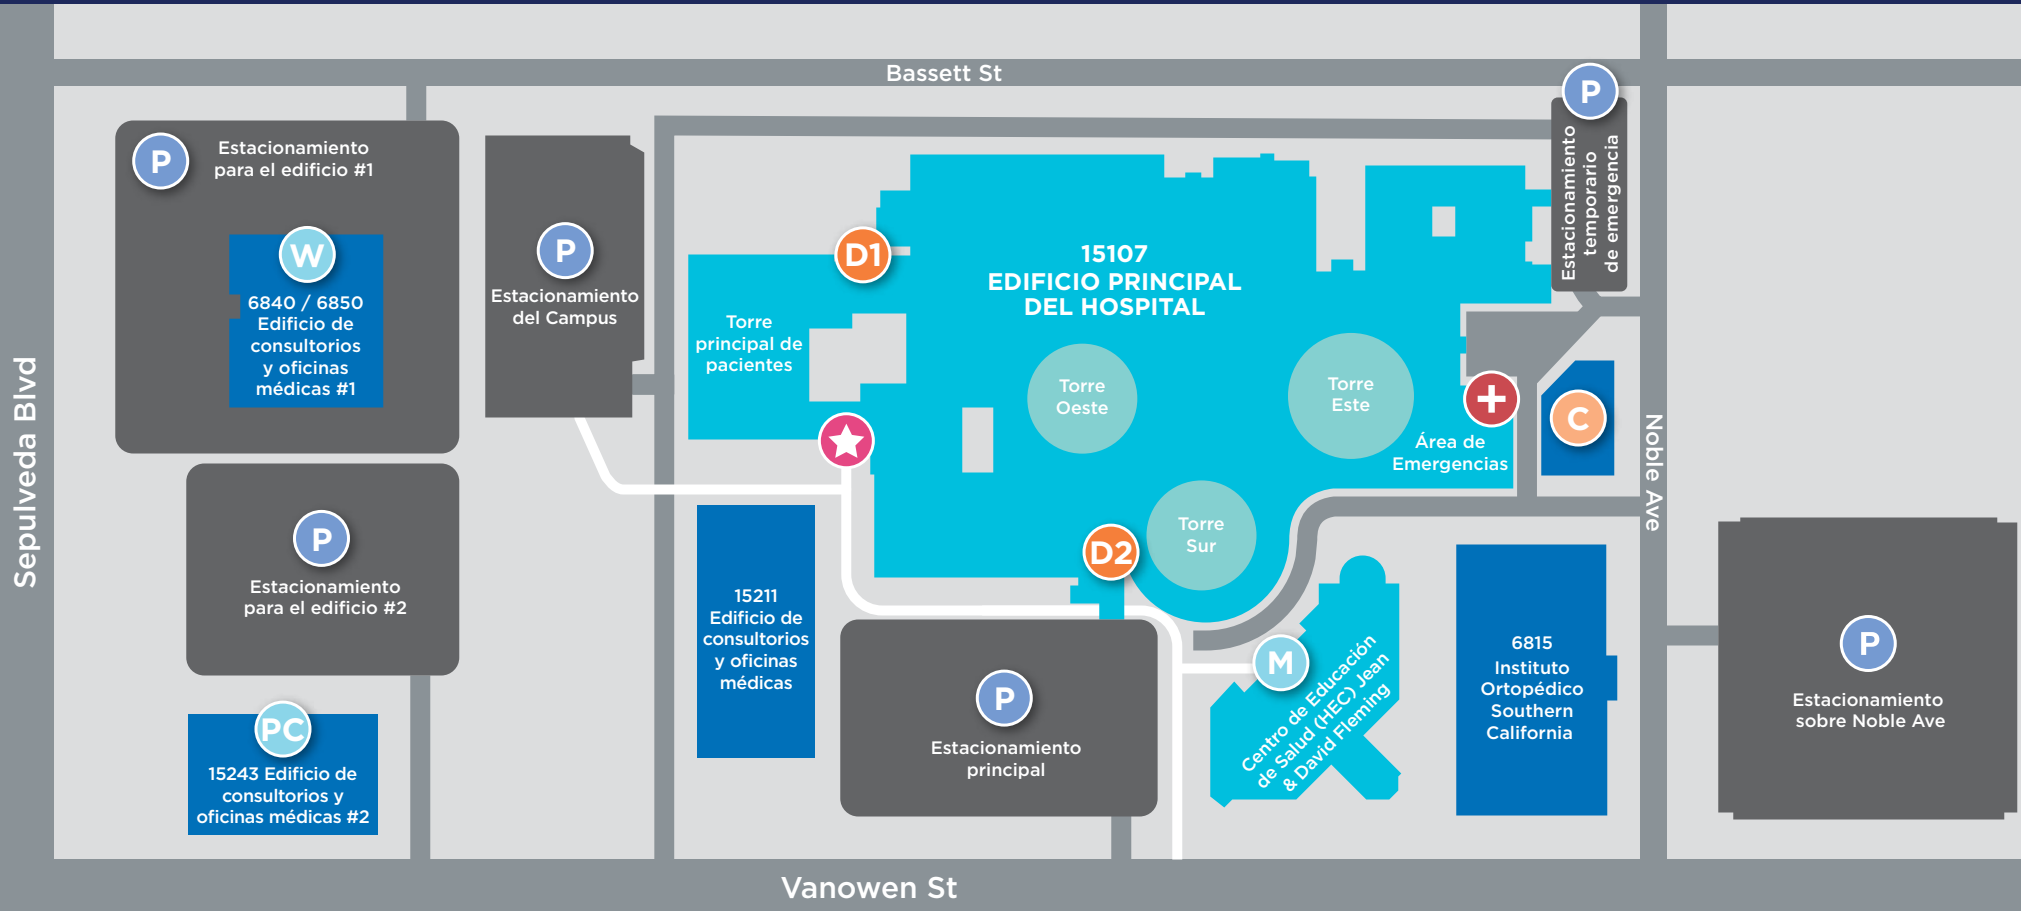 Bassett St
P
Estacionamiento
para el edificio #1
W
6840 / 6850
Edificio de
consultorios
y oficinas
médicas #1
P
Estacionamiento
del Campus
D1
15107
EDIFICIO PRINCIPAL
DEL HOSPITAL
Torre
principal de
pacientes
Torre
Oeste
Torre
Este
Área de
Emergencias
P
Estacionamiento
temporario
de emergencia
C
Sepulveda Blvd
Noble Ave
P
Estacionamiento
para el edificio #2
Torre
Sur
D2
15211
Edificio de
consultorios
y oficinas
médicas
PC
15243 Edificio de
consultorios y
oficinas médicas #2
P
Estacionamiento
principal
M
Centro de Educación
de Salud (HEC) Jean
& David Fleming
6815
Instituto
Ortopédico
Southern
California
P
Estacionamiento
sobre Noble Ave
Vanowen St